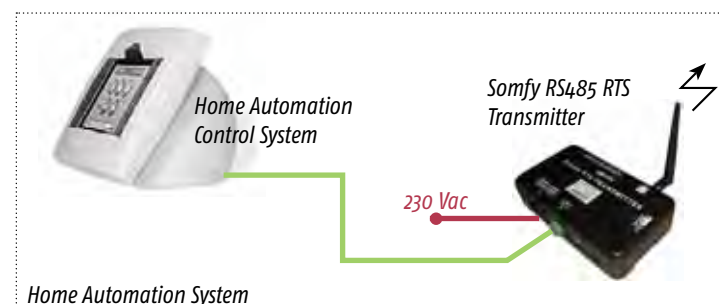 Home Automation
Control System
Somfy RS485 RTS
Transmitter
230 Vac
Home Automation System